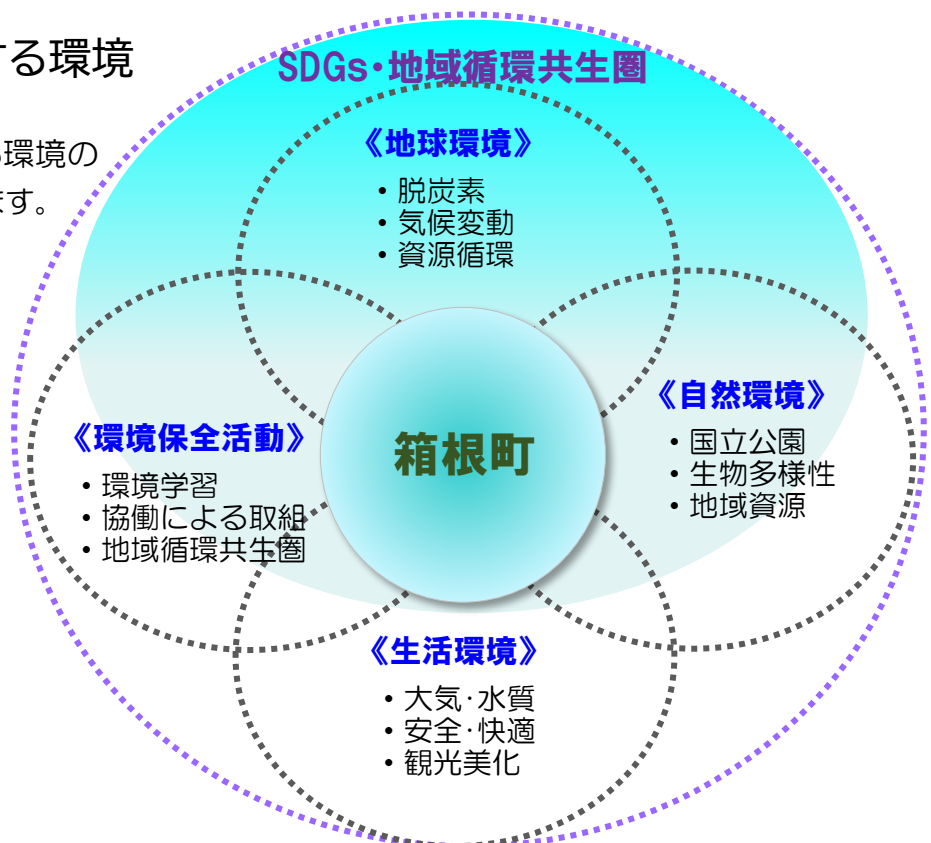 する環境
環境の
ます。
SDGs・地域循環共生圏
《地球環境》
・脱炭素
・気候変動
・資源循環
《自然環境》
・国立公園
・生物多様性
・地域資源
《環境保全活動》
・環境学習
・協働による取組
・地域循環共生圏
箱根町
《生活環境》
・大気・水質
・安全・快適
・観光美化